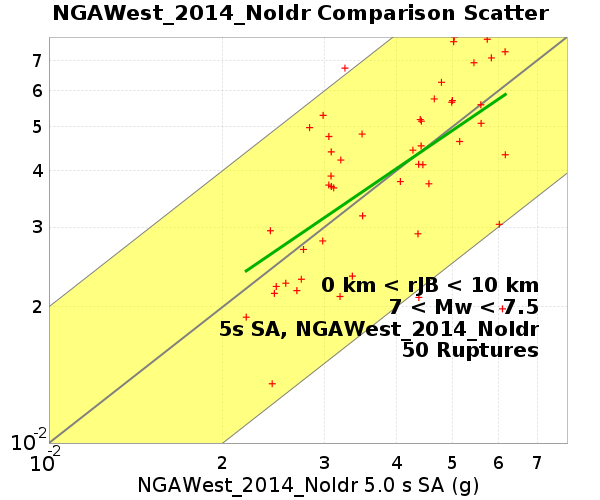 NGAWest_2014_NoIdr Comparison Scatter
7
6
5
4
3
2
10^-2
0 km < rJB < 10 km
7 < Mw < 7.5
5s SA, NGAWest_2014_NoIdr
50 Ruptures
10^-2 2 3 4 5 6 7
NGAWest_2014_NoIdr 5.0 s SA (g)